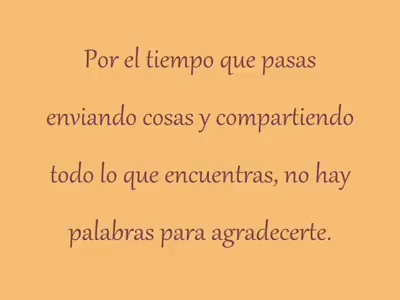 Por el tiempo que pasas
enviando cosas y compartiendo
todo lo que encuentras, no hay
palabras para agradecerte.